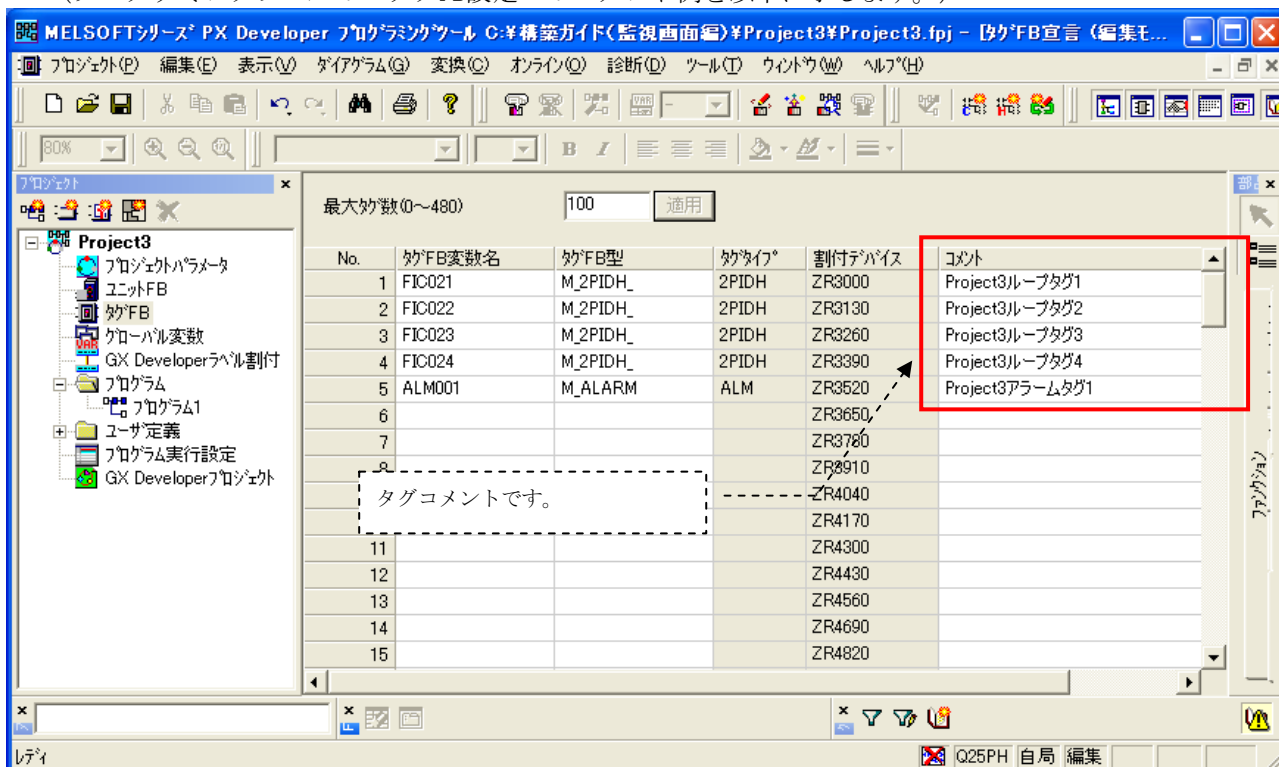 MELSOFTシリーズ PX Developer プログラミングツール C:¥構築ガイド(監視画面編)¥Project3¥Project3.fpj - [タグFB宣言 (編集モ...
プロジェクト(P) 編集(E) 表示(V) ダイアグラム(G) 変換(C) オンライン(O) 診断(D) ツール(T) ウィンドウ(W) ヘルプ(H)
80%
プロジェクト
Project3
プロジェクトパラメータ
ユニットFB
タグFB
グローバル変数
GX Developerラベル割付
プログラム
プログラム1
ユーザ定義
プログラム実行設定
GX Developerプロジェクト
最大タグ数(0～480) 100 適用
No. タグFB変数名 タグFB型 タグタイプ 割付デバイス コメント
1 FIC021 M_2PIDH_ 2PIDH ZR3000 Project3ループタグ1
2 FIC022 M_2PIDH_ 2PIDH ZR3130 Project3ループタグ2
3 FIC023 M_2PIDH_ 2PIDH ZR3260 Project3ループタグ3
4 FIC024 M_2PIDH_ 2PIDH ZR3390 Project3ループタグ4
5 ALM001 M_ALARM ALM ZR3520 Project3アラームタグ1
6 ZR3650
7 ZR3780
8 ZR3910
ZR4040
ZR4170
11 ZR4300
12 ZR4430
13 ZR4560
14 ZR4690
15 ZR4820
タグコメントです。
ファンクション
レディ
Q25PH 自局 編集